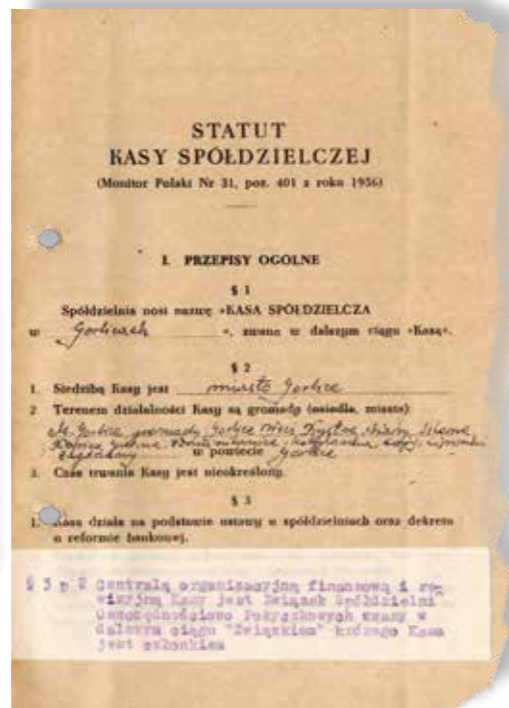 STATUT
KASY SPÓŁDZIELCZEJ
(Monitor Polski Nr 31, poz. 401 z roku 1956)
I. PRZEPISY OGÓLNE
§ 1
Spółdzielnia nosi nazwę »KASA SPÓŁDZIELCZA
w Gorlicach «, zwana w dalszym ciągu »Kasą«.
§ 2
1. Siedzibą Kasy jest miasto Gorlice
2. Terenem działalności Kasy są gromady (osiedla, miasta)
M. Gorlice gromady Gorlice Bystra
w powiecie Gorlice
3. Czas trwania Kasy jest nieokreślony.
§ 3
1. Kasa działa na podstawie ustawy o spółdzielniach oraz dekretu
o reformie bankowej.
§ 3 p 2 Centralą organizacyjną finansową i re-
wizyjną Kasy jest Związek Spółdzielni
Oszczędnościowo Pożyczkowych zwany w
dalszym ciągu "Związkiem" którego Kasa
jest członkiem